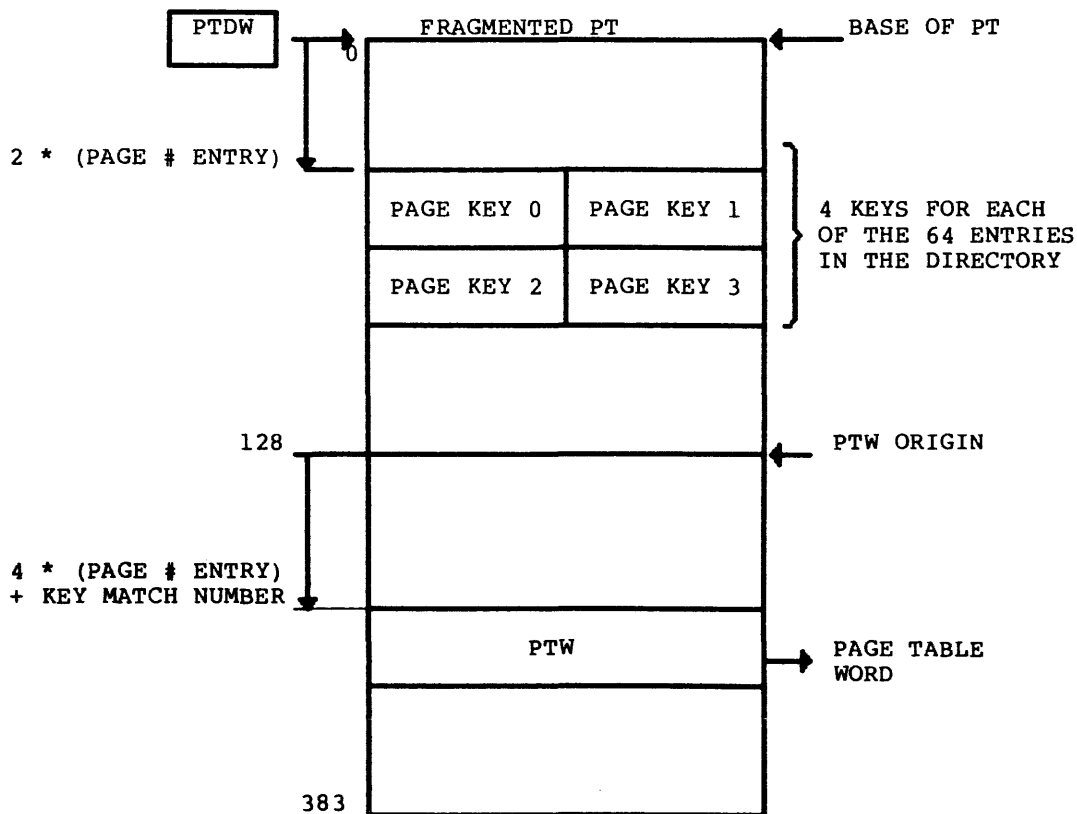 PTDW
FRAGMENTED PT
BASE OF PT
0
2 * (PAGE # ENTRY)
PAGE KEY 0
PAGE KEY 1
PAGE KEY 2
PAGE KEY 3
4 KEYS FOR EACH
OF THE 64 ENTRIES
IN THE DIRECTORY
128
PTW ORIGIN
4 * (PAGE # ENTRY)
+ KEY MATCH NUMBER
PTW
PAGE TABLE
WORD
383